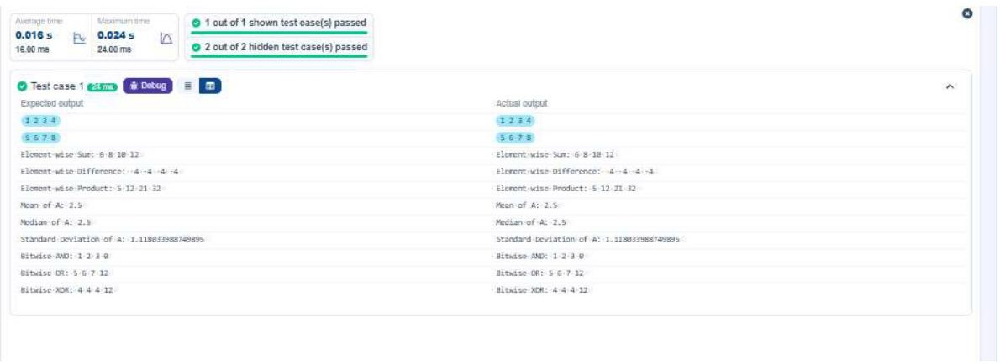 Average time
Maximum time
0.016 s
0.024 s
16.00 ms
24.00 ms
1 out of 1 shown test case(s) passed
2 out of 2 hidden test case(s) passed
Test case 1 24 ms Debug
Expected output
Actual output
1 2 3 4
1 2 3 4
5 6 7 8
5 6 7 8
Element-wise Sum: 6 8 10 12
Element-wise Sum: 6 8 10 12
Element-wise Difference: -4 -4 -4 -4
Element-wise Difference: -4 -4 -4 -4
Element-wise Product: 5 12 21 32
Element-wise Product: 5 12 21 32
Mean of A: 2.5
Mean of A: 2.5
Median of A: 2.5
Median of A: 2.5
Standard Deviation of A: 1.118033988749895
Standard Deviation of A: 1.118033988749895
Bitwise AND: 1 2 3 0
Bitwise AND: 1 2 3 0
Bitwise OR: 5 6 7 12
Bitwise OR: 5 6 7 12
Bitwise XOR: 4 4 4 12
Bitwise XOR: 4 4 4 12